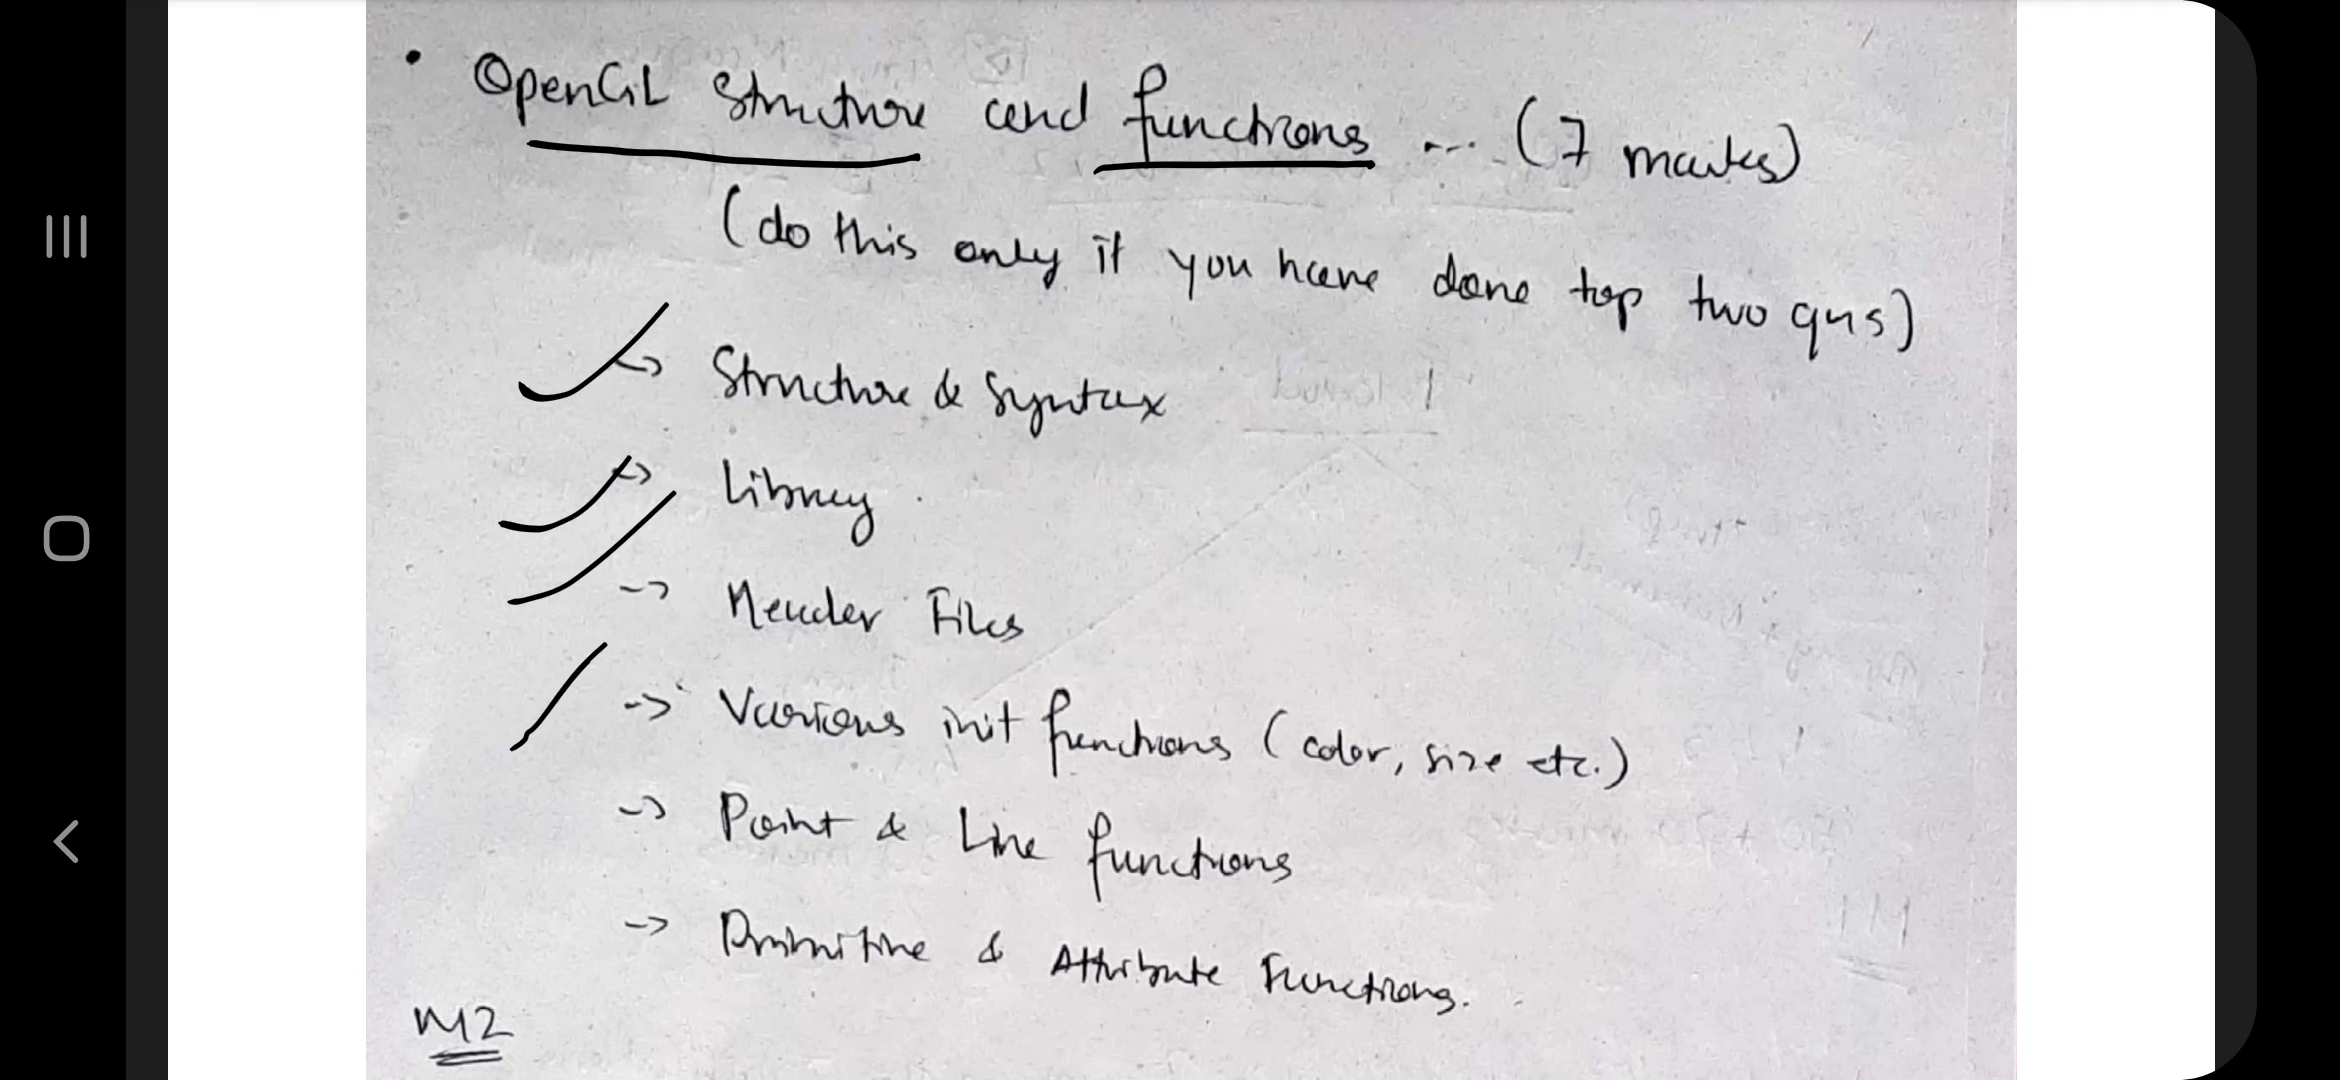 • OpenGL Structure and functions ... (7 marks)
(do this only if you have done top two qns)
-> Structure & Syntax
-> Library
-> Header Files
-> Various init functions (color, size etc.)
-> Point & Line functions
-> Primitive & Attribute Functions.
M2